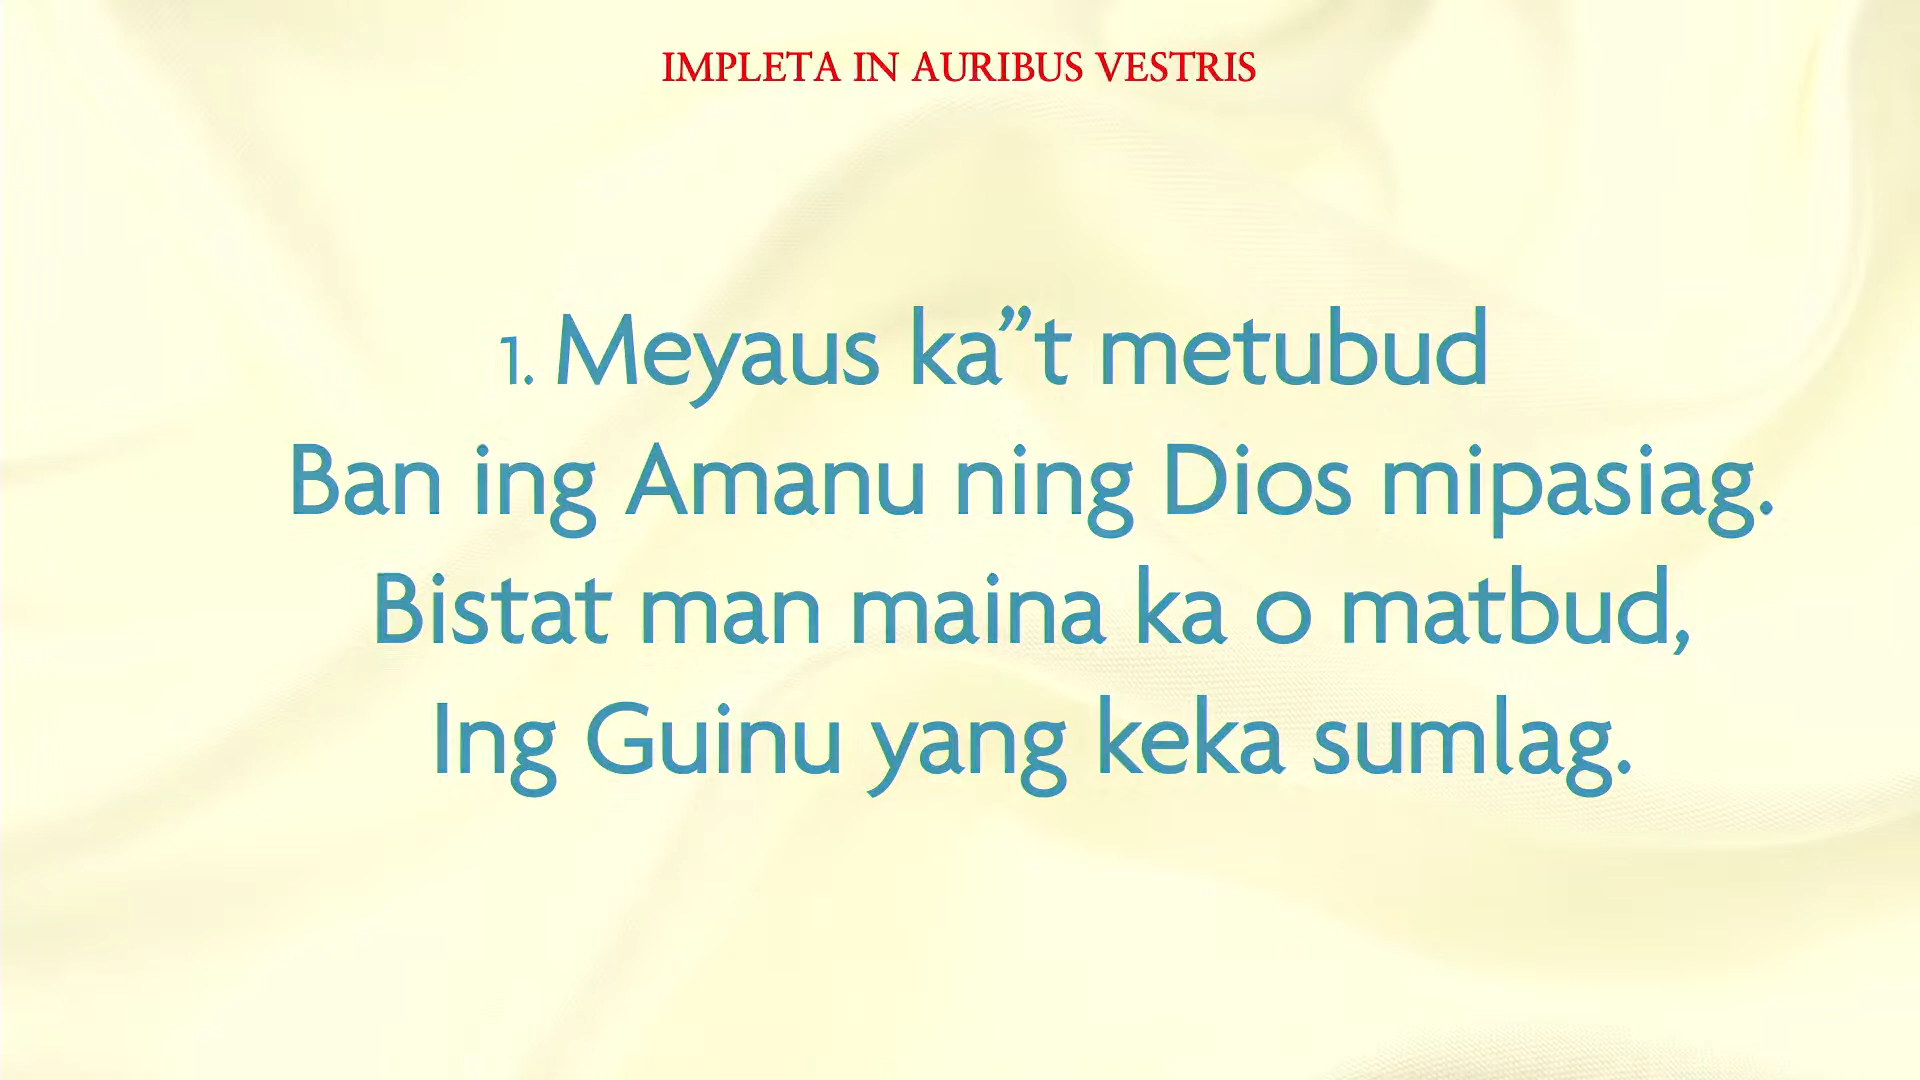 IMPLETA IN AURIBUS VESTRIS
1. Meyaus ka”t metubud
Ban ing Amanu ning Dios mipasiag.
Bistat man maina ka o matbud,
Ing Guinu yang keka sumlag.